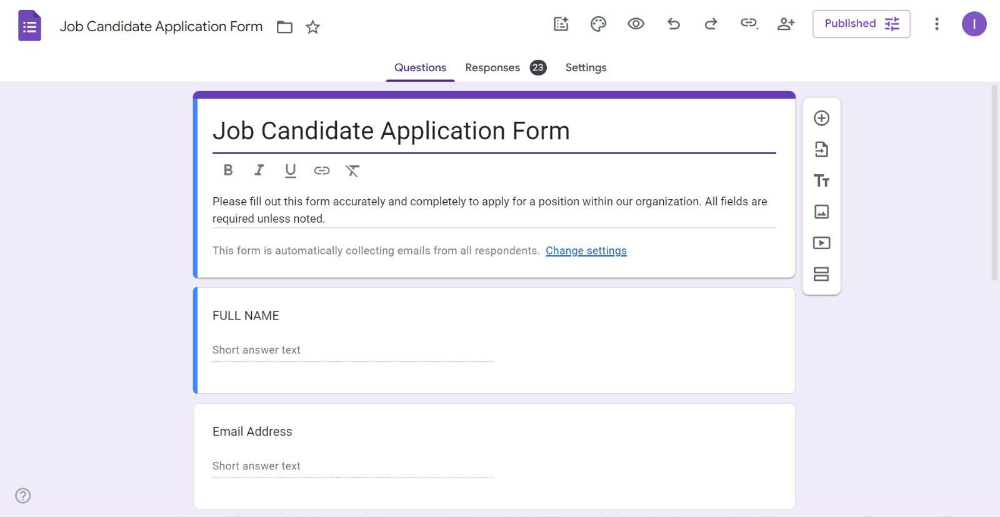 Job Candidate Application Form
Published
I
Questions
Responses 23
Settings
Job Candidate Application Form
B I U
Please fill out this form accurately and completely to apply for a position within our organization. All fields are
required unless noted.
This form is automatically collecting emails from all respondents. Change settings
Tт
FULL NAME
Short answer text
Email Address
Short answer text